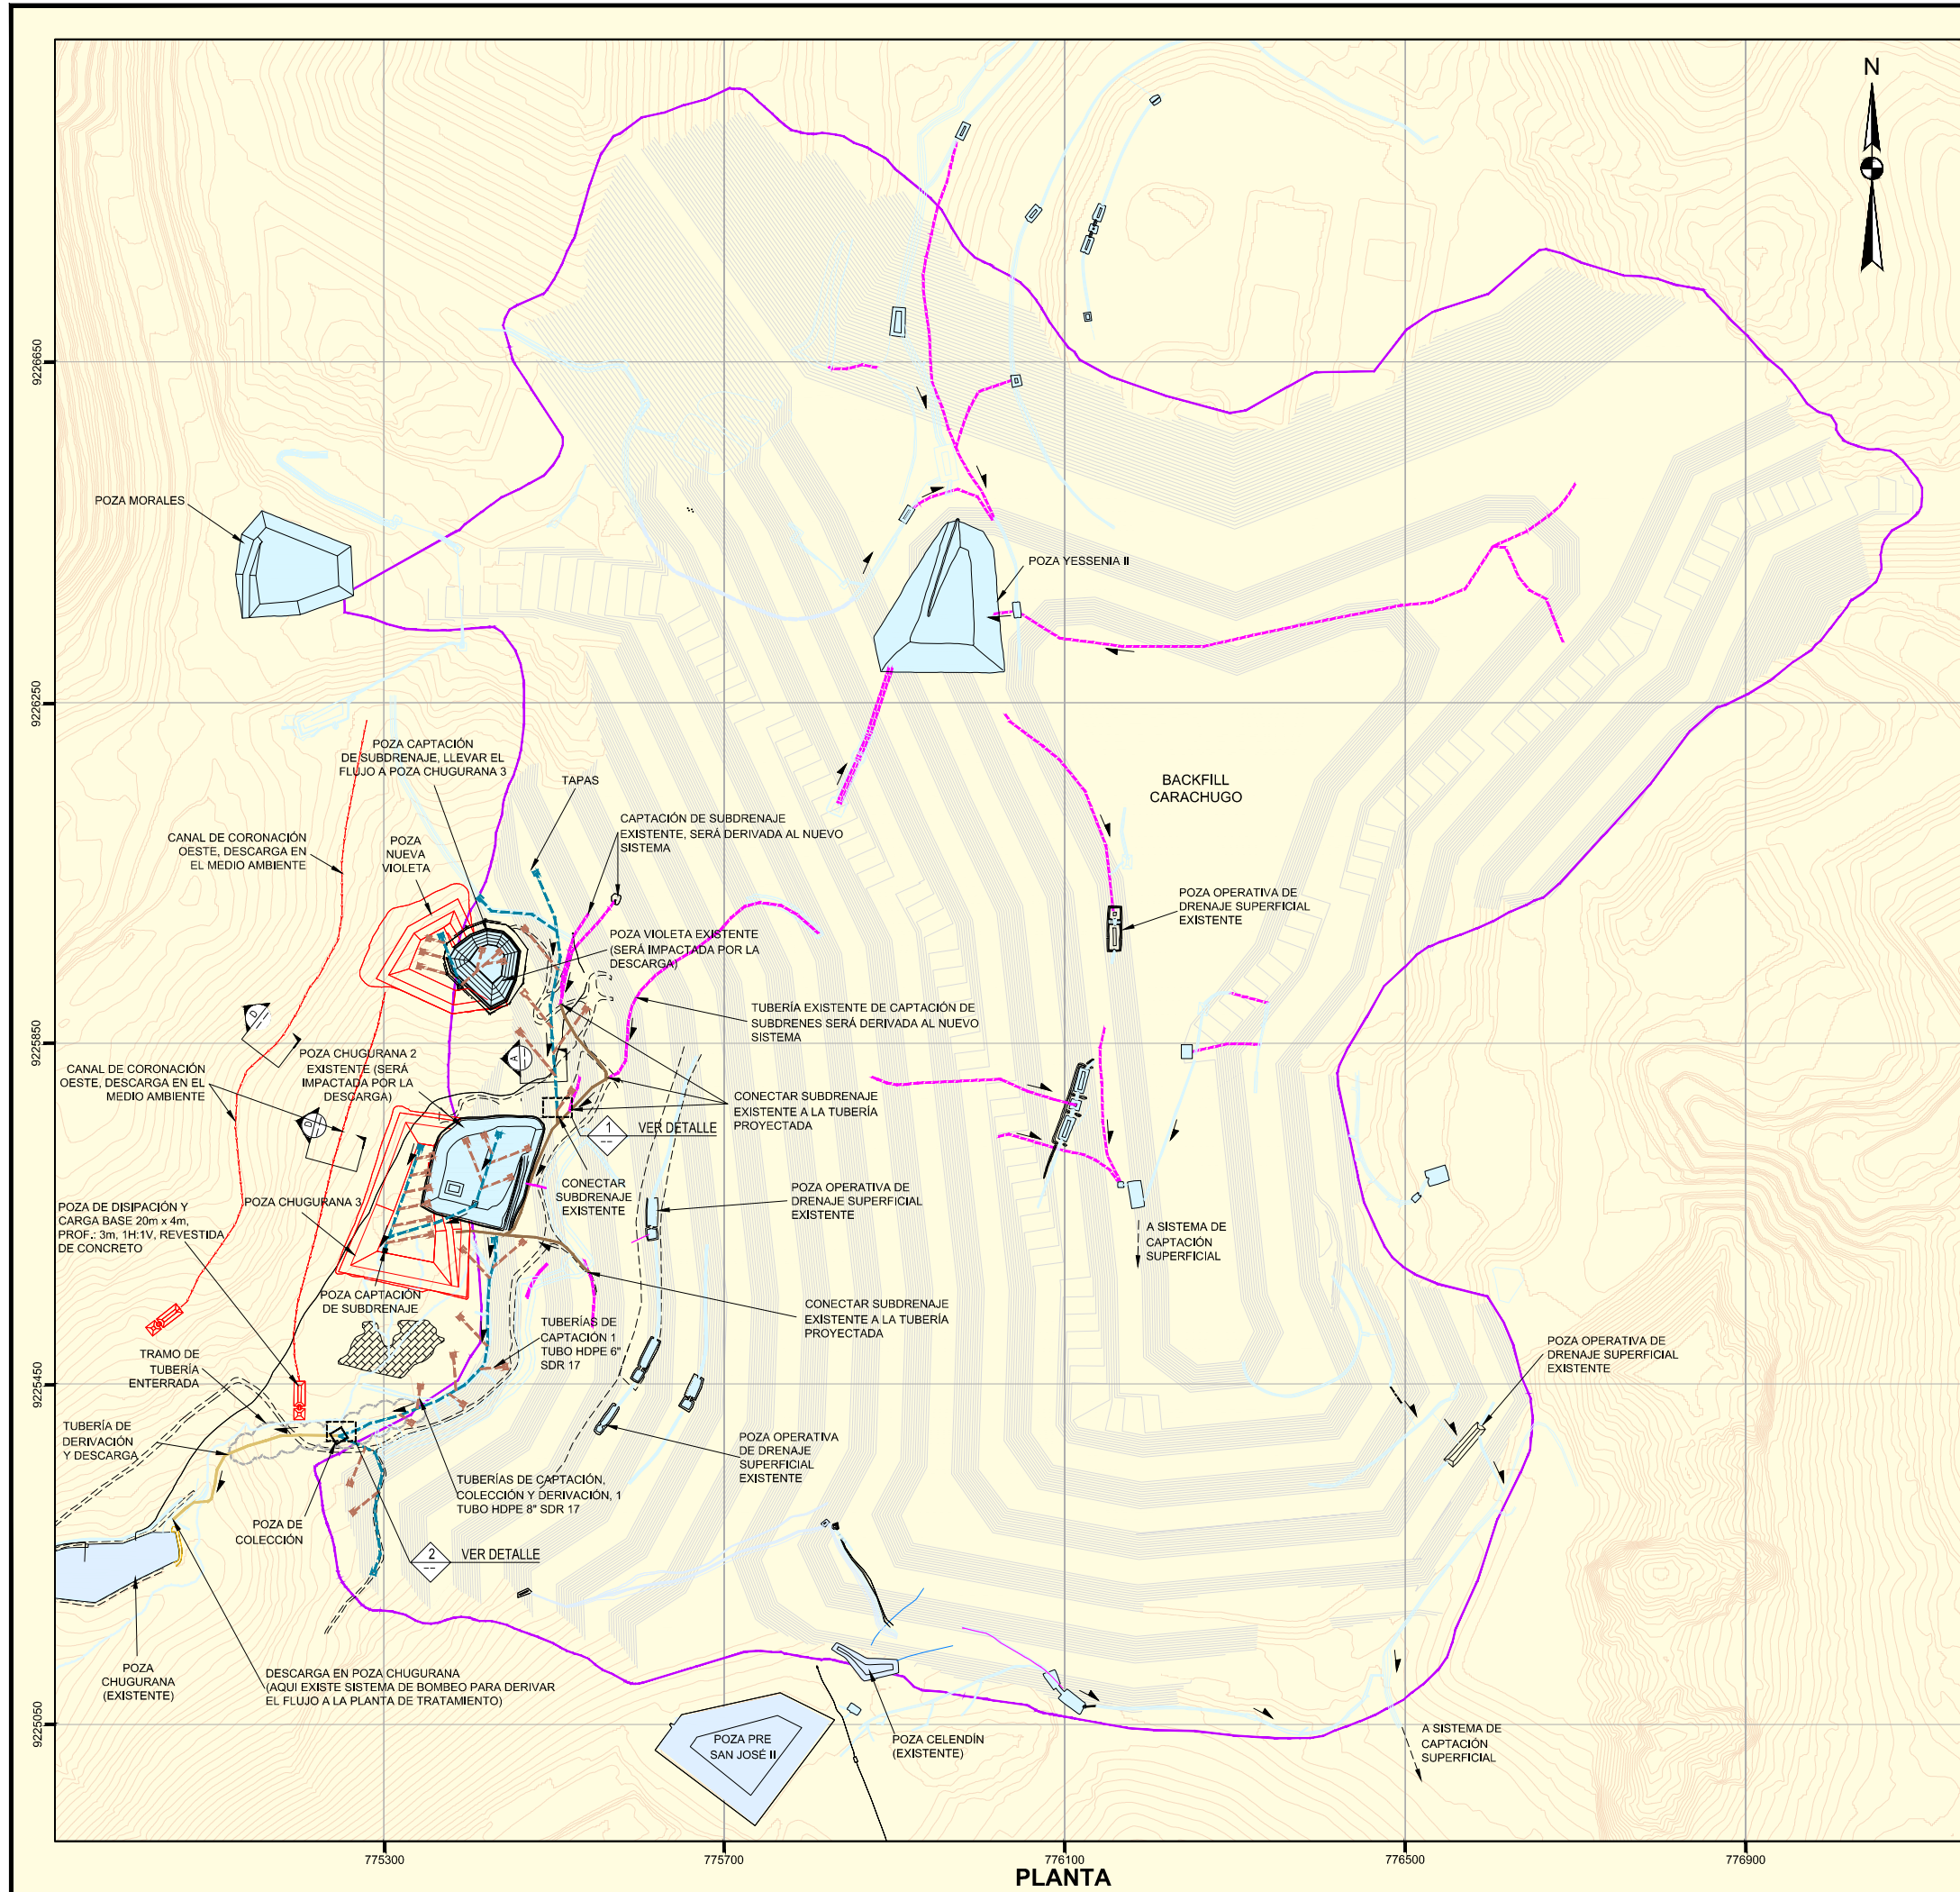 N
9226650
POZA MORALES
POZA YESSENIA II
9226250
POZA CAPTACIÓN
DE SUBDRENAJE, LLEVAR EL
FLUJO A POZA CHUGURANA 3
TAPAS
BACKFILL
CARACHUGO
CAPTACIÓN DE SUBDRENAJE
EXISTENTE, SERÁ DERIVADA AL NUEVO
SISTEMA
CANAL DE CORONACIÓN
OESTE, DESCARGA EN
EL MEDIO AMBIENTE
POZA
NUEVA
VIOLETA
POZA OPERATIVA DE
DRENAJE SUPERFICIAL
EXISTENTE
POZA VIOLETA EXISTENTE
(SERÁ IMPACTADA POR LA
DESCARGA)
TUBERÍA EXISTENTE DE CAPTACIÓN DE
SUBDRENES SERÁ DERIVADA AL NUEVO
SISTEMA
D
9225850
A
POZA CHUGURANA 2
EXISTENTE (SERÁ
IMPACTADA POR LA
DESCARGA)
CANAL DE CORONACIÓN
OESTE, DESCARGA EN EL
MEDIO AMBIENTE
D
CONECTAR SUBDRENAJE
EXISTENTE A LA TUBERÍA
PROYECTADA
1
--
VER DETALLE
CONECTAR
SUBDRENAJE
EXISTENTE
POZA OPERATIVA DE
DRENAJE SUPERFICIAL
EXISTENTE
POZA DE DISIPACIÓN Y
CARGA BASE 20m x 4m,
PROF.: 3m, 1H:1V, REVESTIDA
DE CONCRETO
POZA CHUGURANA 3
A SISTEMA DE
CAPTACIÓN
SUPERFICIAL
POZA CAPTACIÓN
DE SUBDRENAJE
CONECTAR SUBDRENAJE
EXISTENTE A LA TUBERÍA
PROYECTADA
TUBERÍAS DE
CAPTACIÓN 1
TUBO HDPE 6"
SDR 17
POZA OPERATIVA DE
DRENAJE SUPERFICIAL
EXISTENTE
TRAMO DE
TUBERÍA
ENTERRADA
9225450
TUBERÍA DE
DERIVACIÓN
Y DESCARGA
POZA OPERATIVA
DE DRENAJE
SUPERFICIAL
EXISTENTE
TUBERÍAS DE CAPTACIÓN,
COLECCIÓN Y DERIVACIÓN, 1
TUBO HDPE 8" SDR 17
POZA DE
COLECCIÓN
2
--
VER DETALLE
POZA
CHUGURANA
(EXISTENTE)
DESCARGA EN POZA CHUGURANA
(AQUI EXISTE SISTEMA DE BOMBEO PARA DERIVAR
EL FLUJO A LA PLANTA DE TRATAMIENTO)
9225050
POZA PRE
SAN JOSÉ II
POZA CELENDÍN
(EXISTENTE)
A SISTEMA DE
CAPTACIÓN
SUPERFICIAL
775300
775700
776100
776500
776900
PLANTA